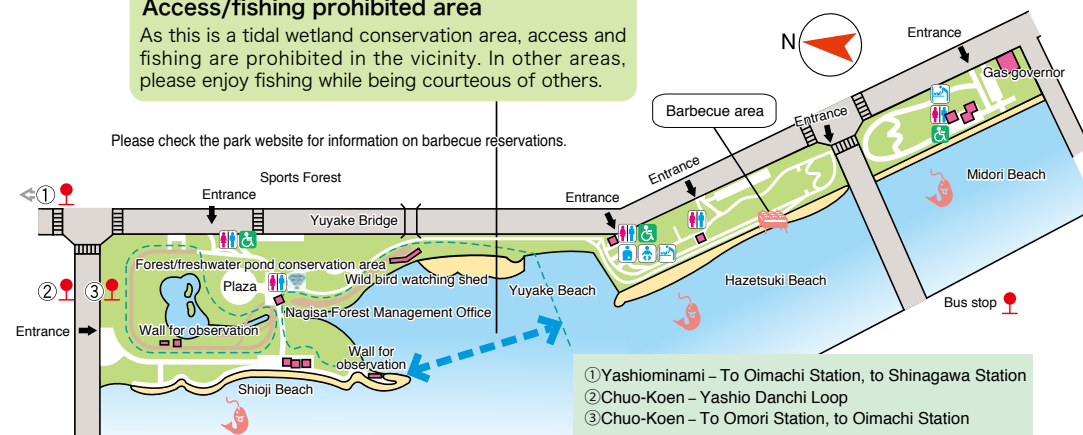 Access/fishing prohibited area
As this is a tidal wetland conservation area, access and
fishing are prohibited in the vicinity. In other areas,
please enjoy fishing while being courteous of others.
N
Entrance
Gas governor
Barbecue area
Entrance
Please check the park website for information on barbecue reservations.
Entrance
Midori Beach
Sports Forest
①
Entrance
Entrance
Yuyake Bridge
Forest/freshwater pond conservation area
Wild bird watching shed
Hazetsuki Beach
②
③
Plaza
Yuyake Beach
Bus stop
Nagisa Forest Management Office
Entrance
Wall for observation
Wall for
observation
Shioji Beach
①Yashiominami – To Oimachi Station, to Shinagawa Station
②Chuo-Koen – Yashio Danchi Loop
③Chuo-Koen – To Omori Station, to Oimachi Station